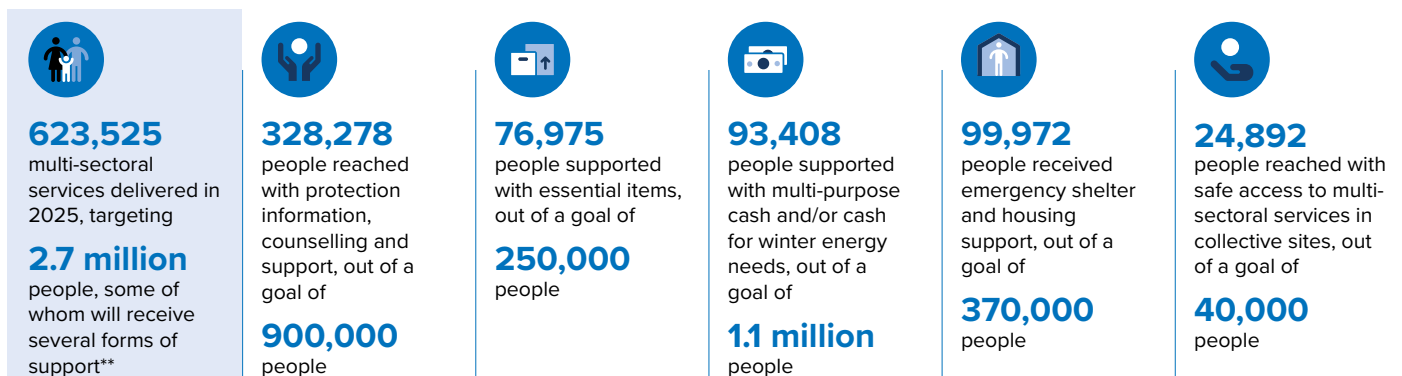 623,525
multi-sectoral
services delivered in
2025, targeting
2.7 million
people, some of
whom will receive
several forms of
support**
328,278
people reached
with protection
information,
counselling and
support, out of a
goal of
900,000
people
76,975
people supported
with essential items,
out of a goal of
250,000
people
93,408
people supported
with multi-purpose
cash and/or cash
for winter energy
needs, out of a
goal of
1.1 million
people
99,972
people received
emergency shelter
and housing
support, out of a
goal of
370,000
people
24,892
people reached with
safe access to multi-
sectoral services in
collective sites, out
of a goal of
40,000
people